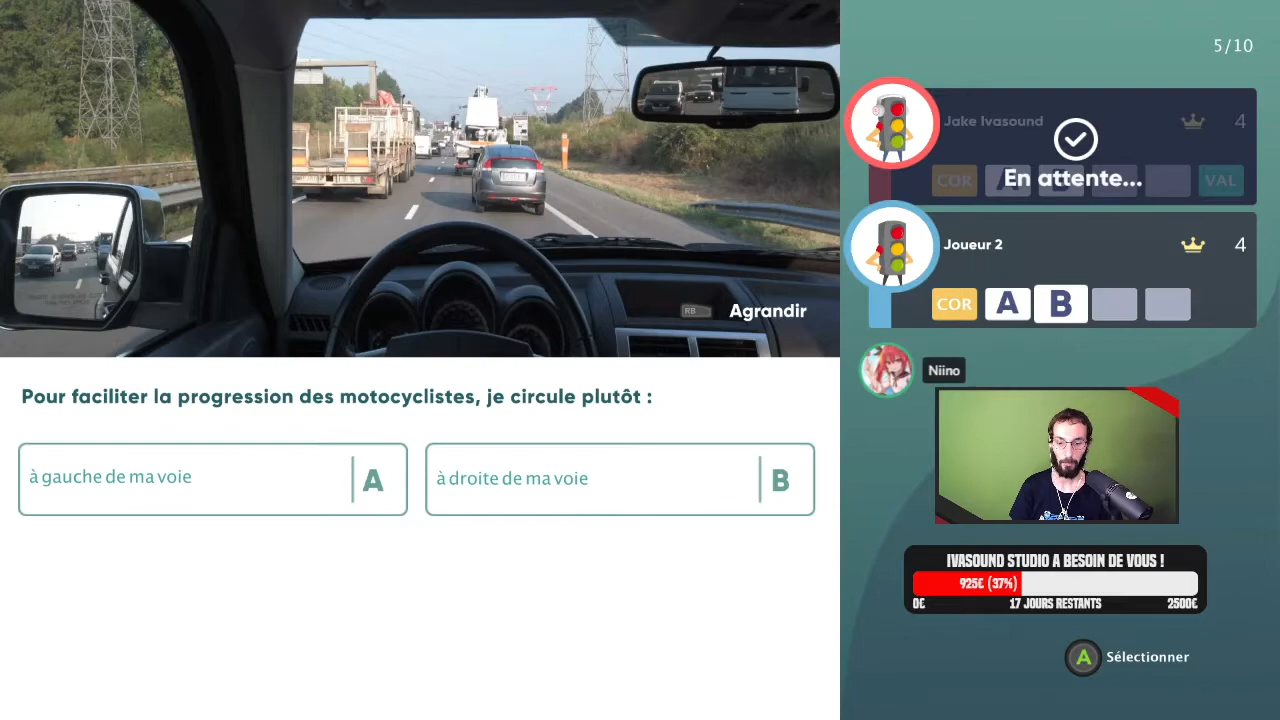 5/10
Jake Ivasound
4
En attente...
COR
VAL
Joueur 2
4
COR
A
B
RB
Agrandir
Niino
Pour faciliter la progression des motocyclistes, je circule plutôt :
à gauche de ma voie
A
à droite de ma voie
B
IVASOUND STUDIO A BESOIN DE VOUS !
925€ (37%)
0€
17 JOURS RESTANTS
2500€
A
Sélectionner